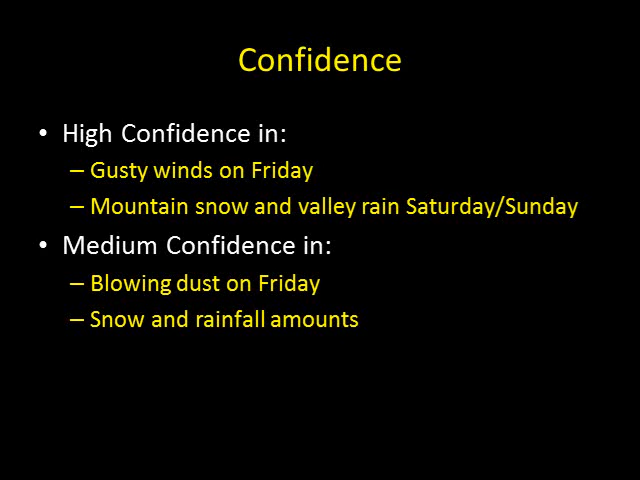 Confidence
• High Confidence in:
– Gusty winds on Friday
– Mountain snow and valley rain Saturday/Sunday
• Medium Confidence in:
– Blowing dust on Friday
– Snow and rainfall amounts